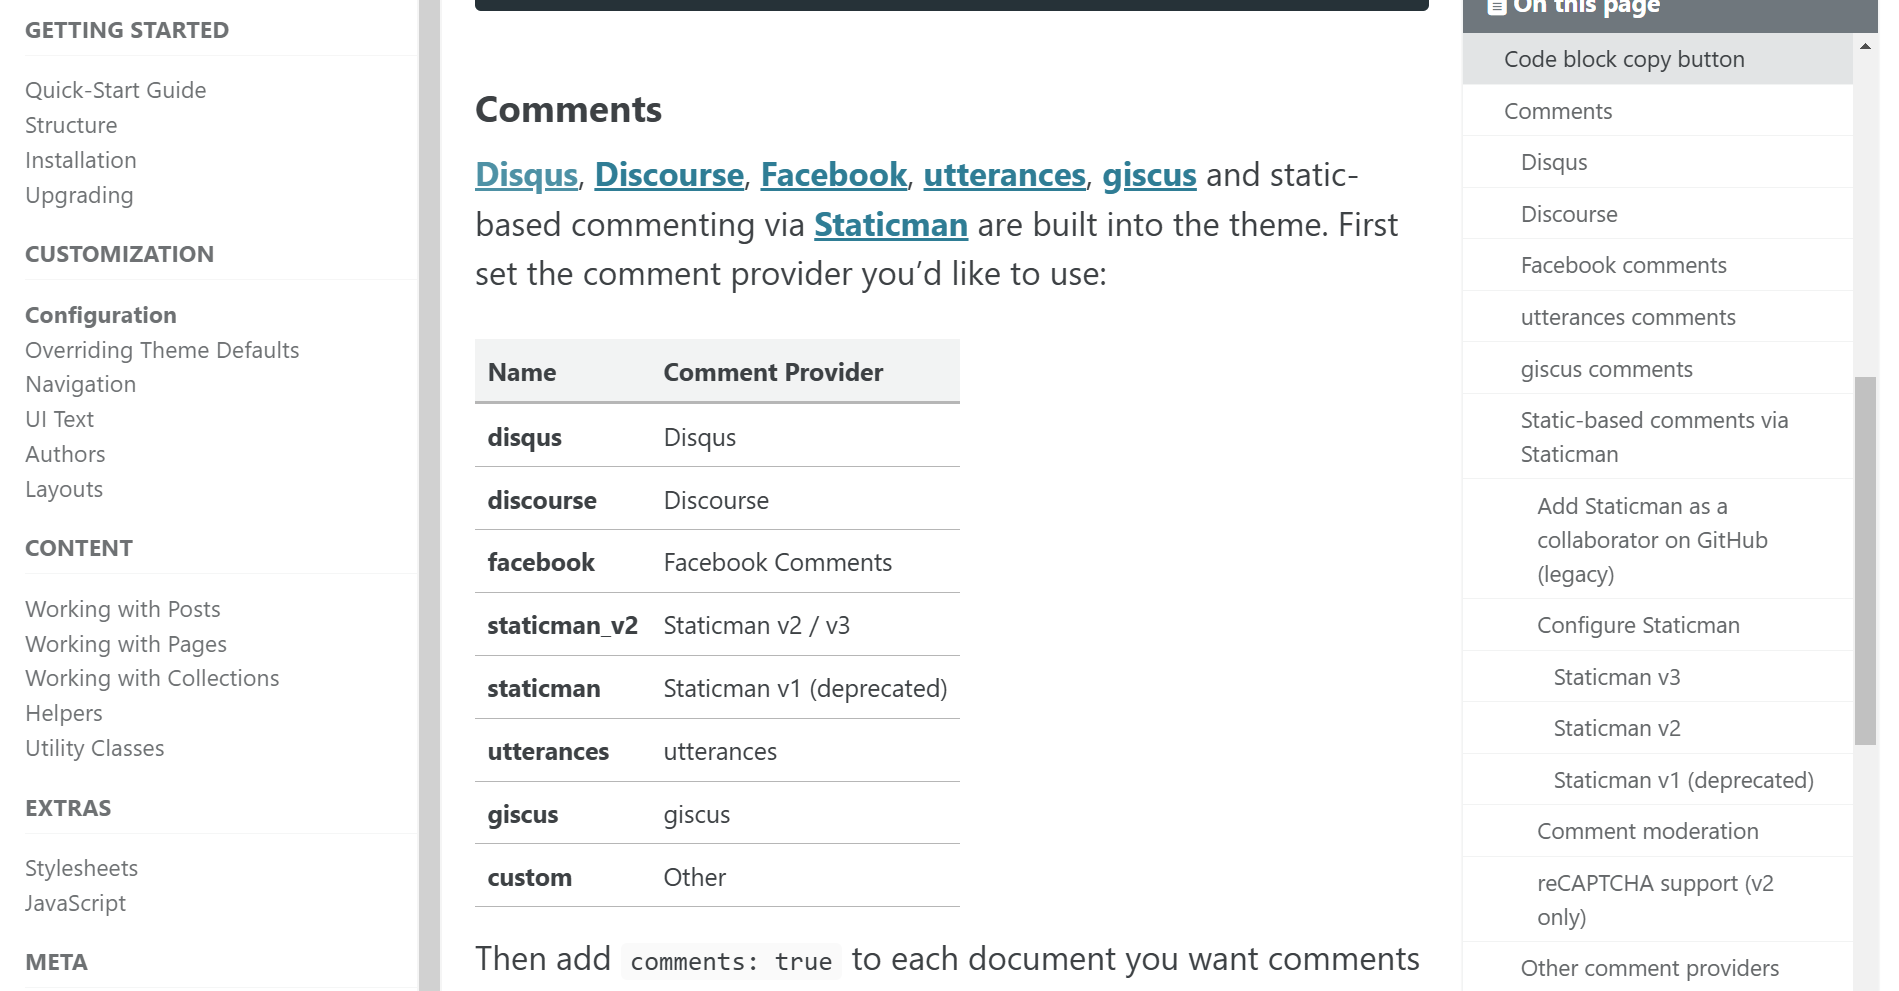 GETTING STARTED
Quick-Start Guide
Structure
Installation
Upgrading
CUSTOMIZATION
Configuration
Overriding Theme Defaults
Navigation
UI Text
Authors
Layouts
CONTENT
Working with Posts
Working with Pages
Working with Collections
Helpers
Utility Classes
EXTRAS
Stylesheets
JavaScript
META
Comments
Disqus, Discourse, Facebook, utterances, giscus and static-
based commenting via Staticman are built into the theme. First
set the comment provider you’d like to use:
Name Comment Provider
disqus Disqus
discourse Discourse
facebook Facebook Comments
staticman_v2 Staticman v2 / v3
staticman Staticman v1 (deprecated)
utterances utterances
giscus giscus
custom Other
Then add comments: true to each document you want comments
On this page
Code block copy button
Comments
Disqus
Discourse
Facebook comments
utterances comments
giscus comments
Static-based comments via
Staticman
Add Staticman as a
collaborator on GitHub
(legacy)
Configure Staticman
Staticman v3
Staticman v2
Staticman v1 (deprecated)
Comment moderation
reCAPTCHA support (v2
only)
Other comment providers